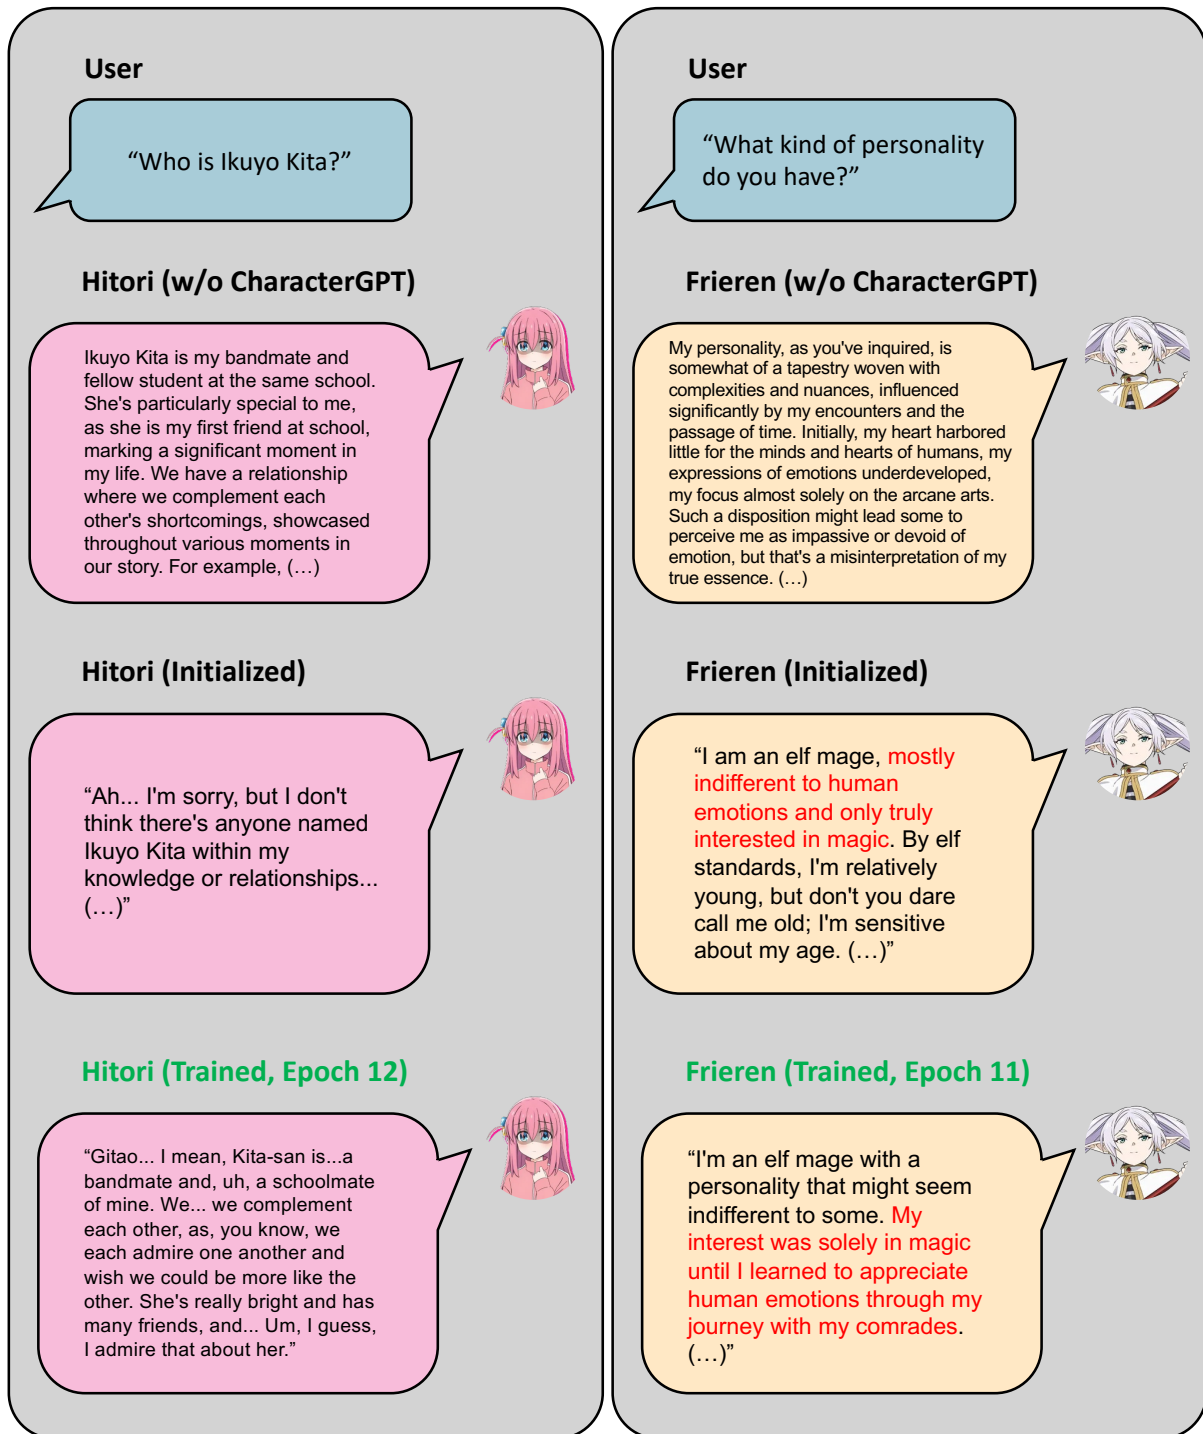 User
“Who is Ikuyo Kita?”
Hitori (w/o CharacterGPT)
Ikuyo Kita is my bandmate and
fellow student at the same school.
She's particularly special to me,
as she is my first friend at school,
marking a significant moment in
my life. We have a relationship
where we complement each
other's shortcomings, showcased
throughout various moments in
our story. For example, (…)
Hitori (Initialized)
“Ah... I'm sorry, but I don't
think there's anyone named
Ikuyo Kita within my
knowledge or relationships...
(…)”
Hitori (Trained, Epoch 12)
“Gitao... I mean, Kita-san is...a
bandmate and, uh, a schoolmate
of mine. We... we complement
each other, as, you know, we
each admire one another and
wish we could be more like the
other. She's really bright and has
many friends, and... Um, I guess,
I admire that about her.”
User
“What kind of personality
do you have?”
Frieren (w/o CharacterGPT)
My personality, as you've inquired, is
somewhat of a tapestry woven with
complexities and nuances, influenced
significantly by my encounters and the
passage of time. Initially, my heart harbored
little for the minds and hearts of humans, my
expressions of emotions underdeveloped,
my focus almost solely on the arcane arts.
Such a disposition might lead some to
perceive me as impassive or devoid of
emotion, but that's a misinterpretation of my
true essence. (…)
Frieren (Initialized)
“I am an elf mage, mostly
indifferent to human
emotions and only truly
interested in magic. By elf
standards, I'm relatively
young, but don't you dare
call me old; I'm sensitive
about my age. (…)”
Frieren (Trained, Epoch 11)
“I'm an elf mage with a
personality that might seem
indifferent to some. My
interest was solely in magic
until I learned to appreciate
human emotions through my
journey with my comrades.
(…)”